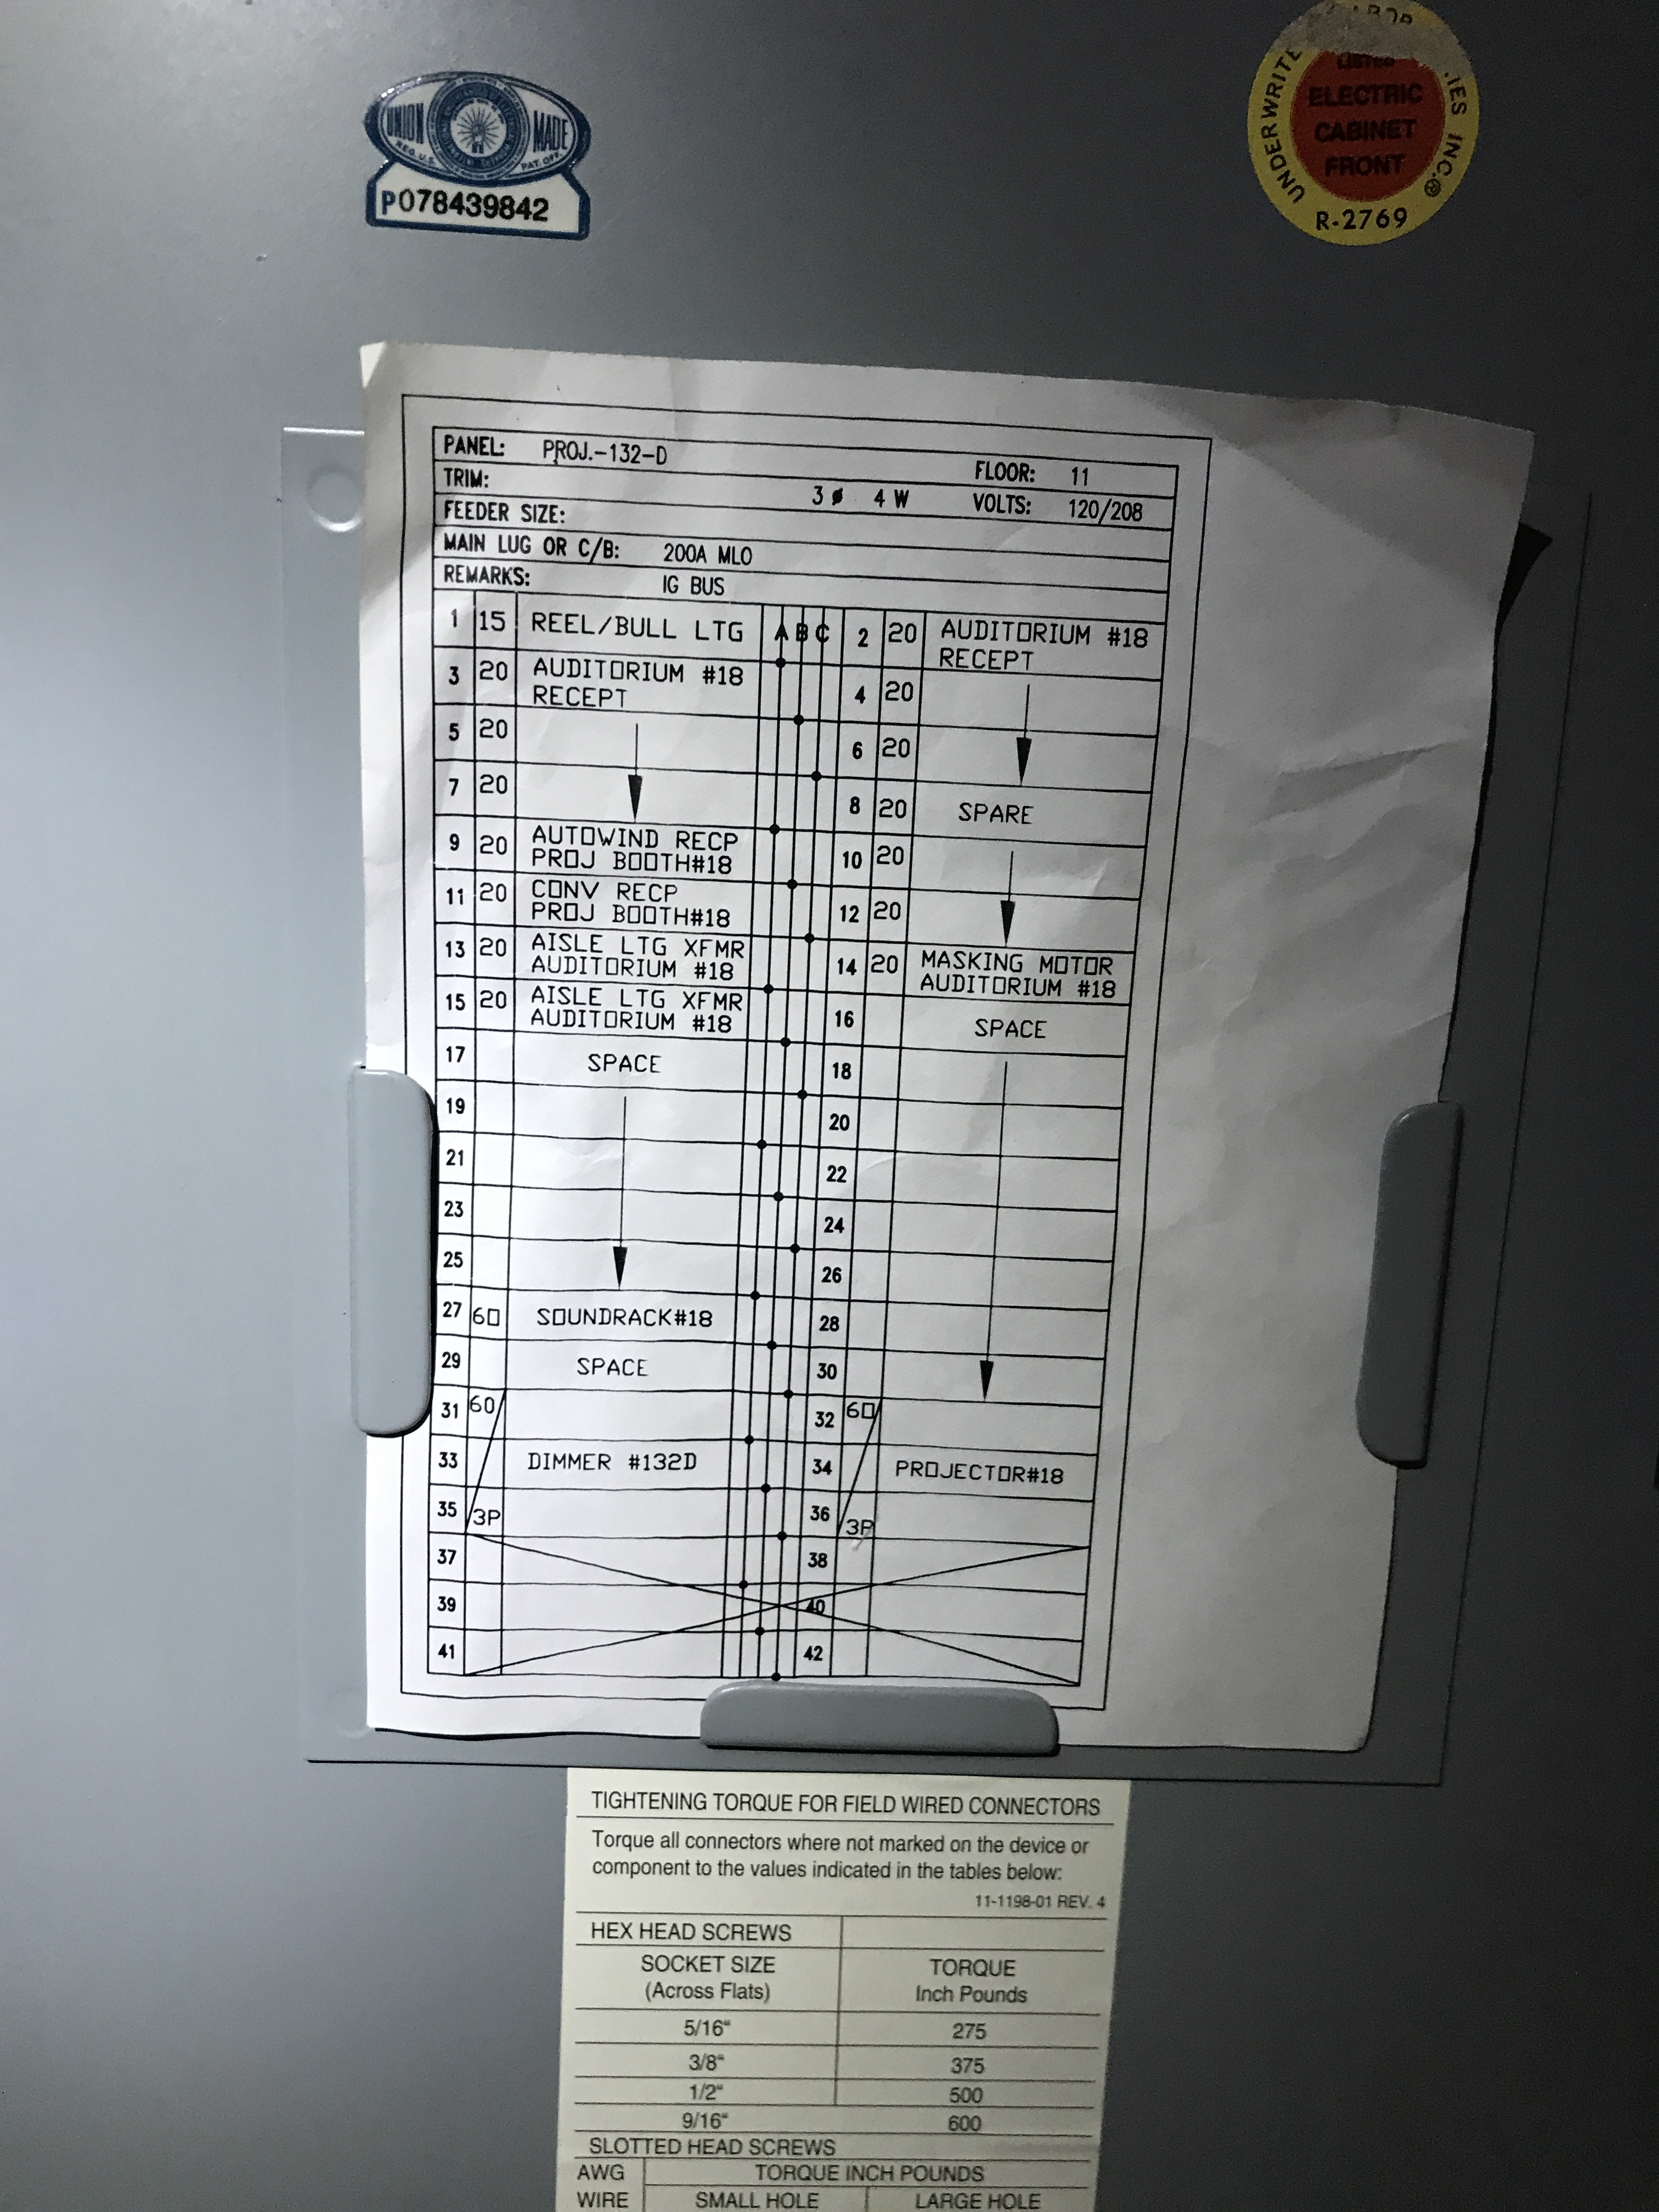 UNION MADE
REG. U.S. PAT. OFF.
P078439842
UNDERWRITE
IES INC.®
LISTED
ELECTRIC
CABINET
FRONT
R-2769
PANEL: PROJ.-132-D FLOOR: 11
TRIM: 3 ø 4 W VOLTS: 120/208
FEEDER SIZE:
MAIN LUG OR C/B: 200A MLO
REMARKS: IG BUS
1 15 REEL/BULL LTG A B C 2 20 AUDITORIUM #18
RECEPT
3 20 AUDITORIUM #18 4 20
RECEPT
5 20 6 20
7 20 8 20 SPARE
9 20 AUTOWIND RECP 10 20
PROJ BOOTH#18
11 20 CONV RECP 12 20
PROJ BOOTH#18
13 20 AISLE LTG XFMR 14 20 MASKING MOTOR
AUDITORIUM #18 AUDITORIUM #18
15 20 AISLE LTG XFMR 16 SPACE
AUDITORIUM #18
17 SPACE 18
19 20
21 22
23 24
25 26
27 60 SOUNDRACK#18 28
29 SPACE 30
31 60 32 60
33 DIMMER #132D 34 PROJECTOR#18
35 3P 36 3P
37 38
39 40
41 42
TIGHTENING TORQUE FOR FIELD WIRED CONNECTORS
Torque all connectors where not marked on the device or
component to the values indicated in the tables below:
11-1198-01 REV. 4
HEX HEAD SCREWS
SOCKET SIZE TORQUE
(Across Flats) Inch Pounds
5/16" 275
3/8" 375
1/2" 500
9/16" 600
SLOTTED HEAD SCREWS
AWG TORQUE INCH POUNDS
WIRE SMALL HOLE LARGE HOLE